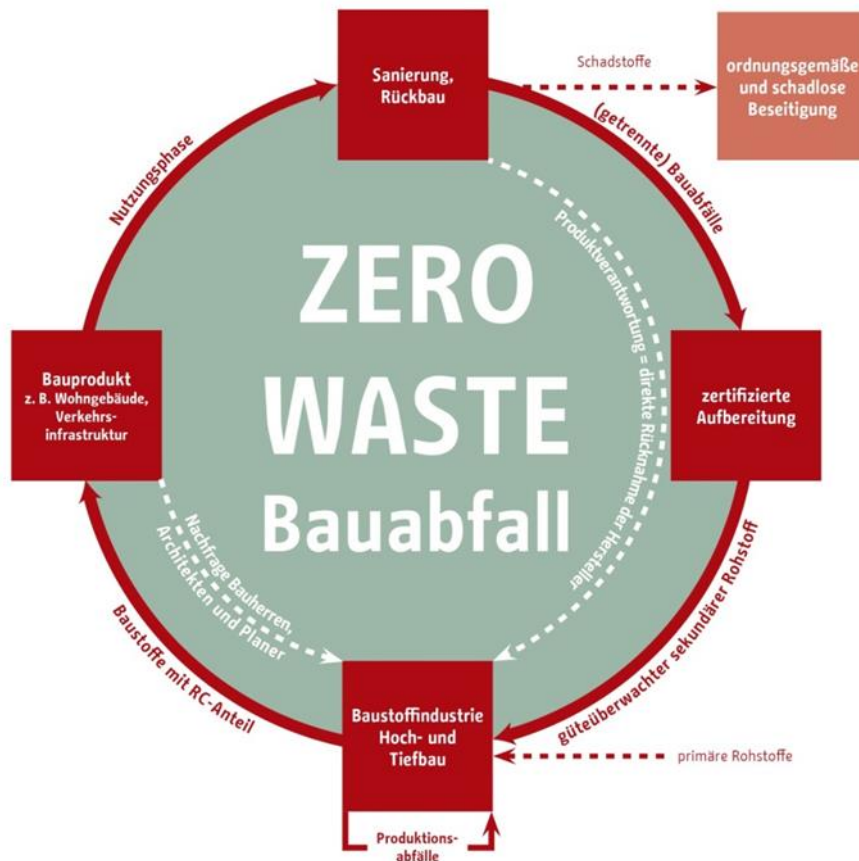 Sanierung,
Rückbau
Schadstoffe
ordnungsgemäße
und schadlose
Beseitigung
Nutzungsphase
(getrennte) Bauabfälle
Produktverantwortung = direkte Rücknahme der Hersteller
ZERO
WASTE
Bauabfall
Bauprodukt
z. B. Wohngebäude,
Verkehrs-
infrastruktur
zertifizierte
Aufbereitung
Nachfrage Bauherren,
Architekten und Planer
Baustoffe mit RC-Anteil
güteüberwachter sekundärer Rohstoff
Baustoffindustrie
Hoch- und
Tiefbau
primäre Rohstoffe
Produktions-
abfälle